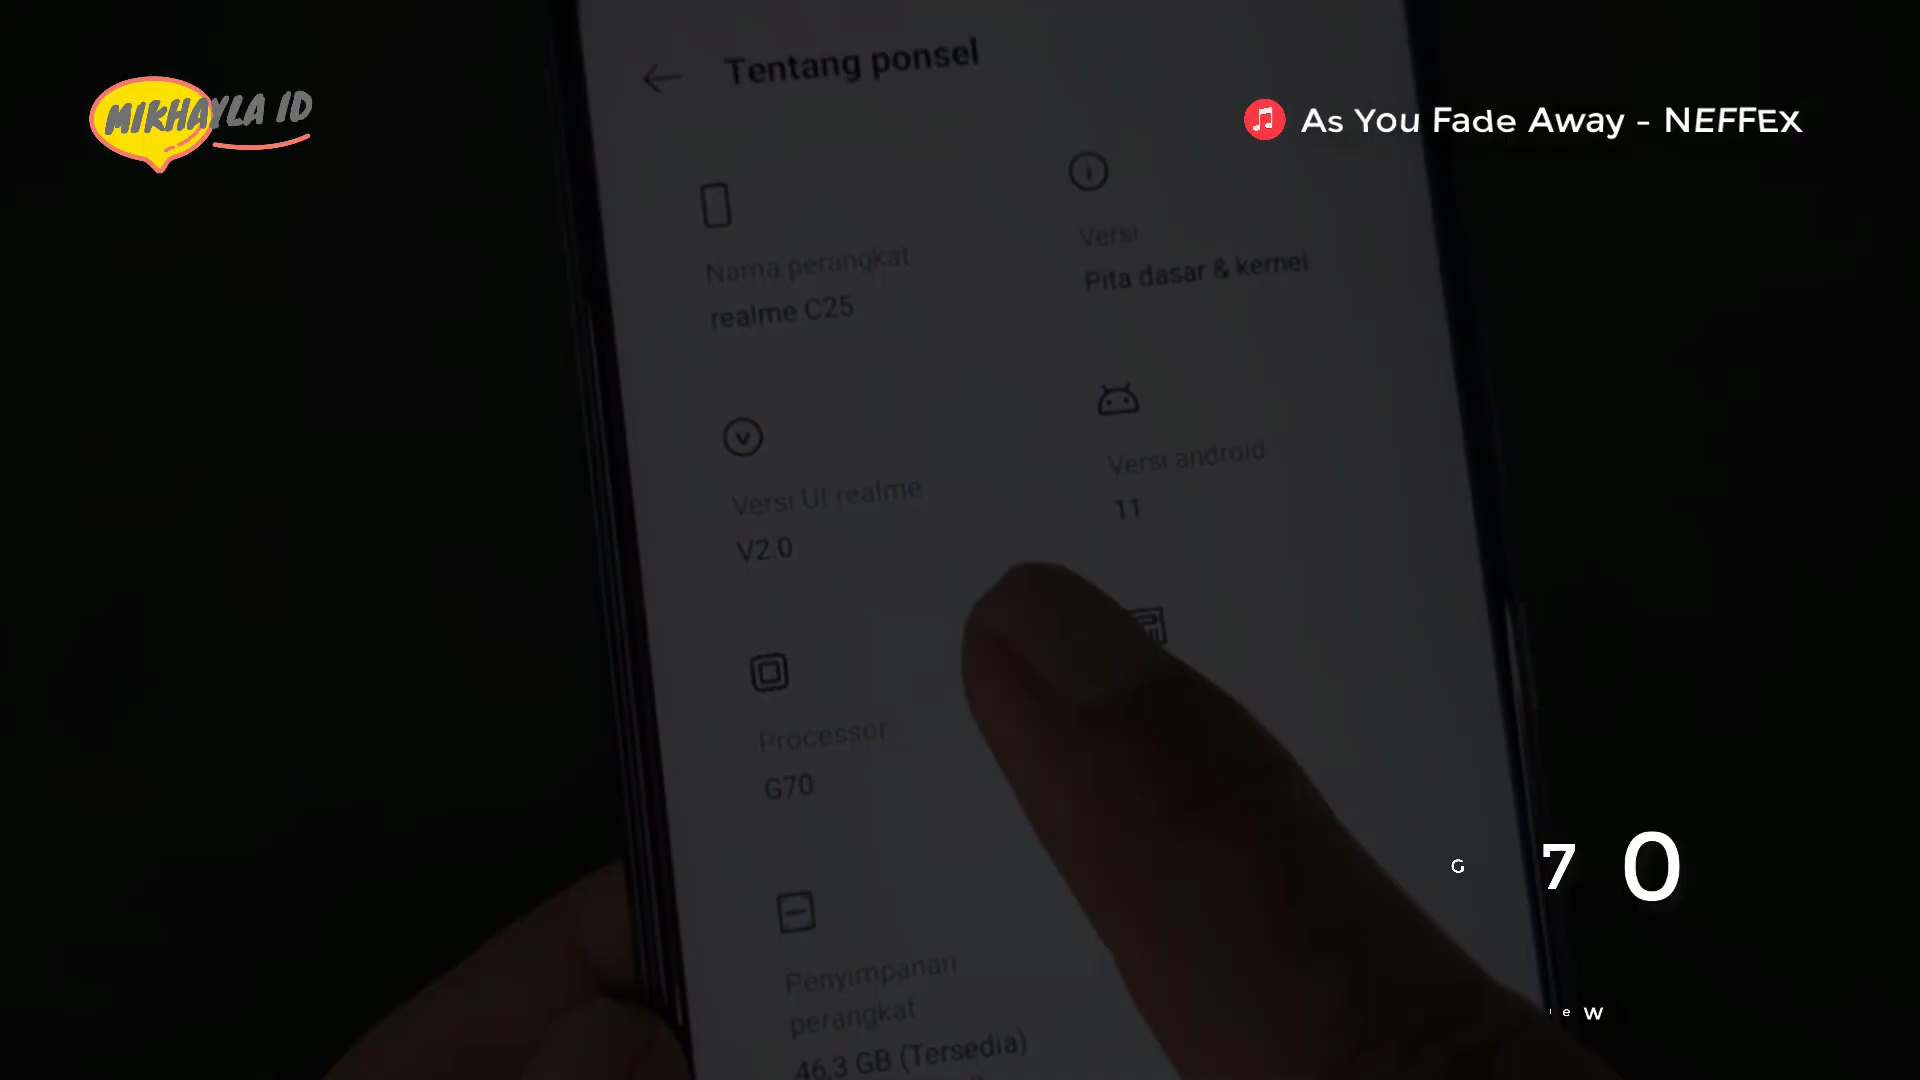 Tentang ponsel
MIKHAYLA ID
As You Fade Away - NEFFEX
Nama perangkat
realme C25
Versi
Pita dasar & kernel
Versi UI realme
V2.0
Versi android
11
Processor
G70
G 7 0
Penyimpanan
perangkat
46,3 GB (Tersedia)
e W